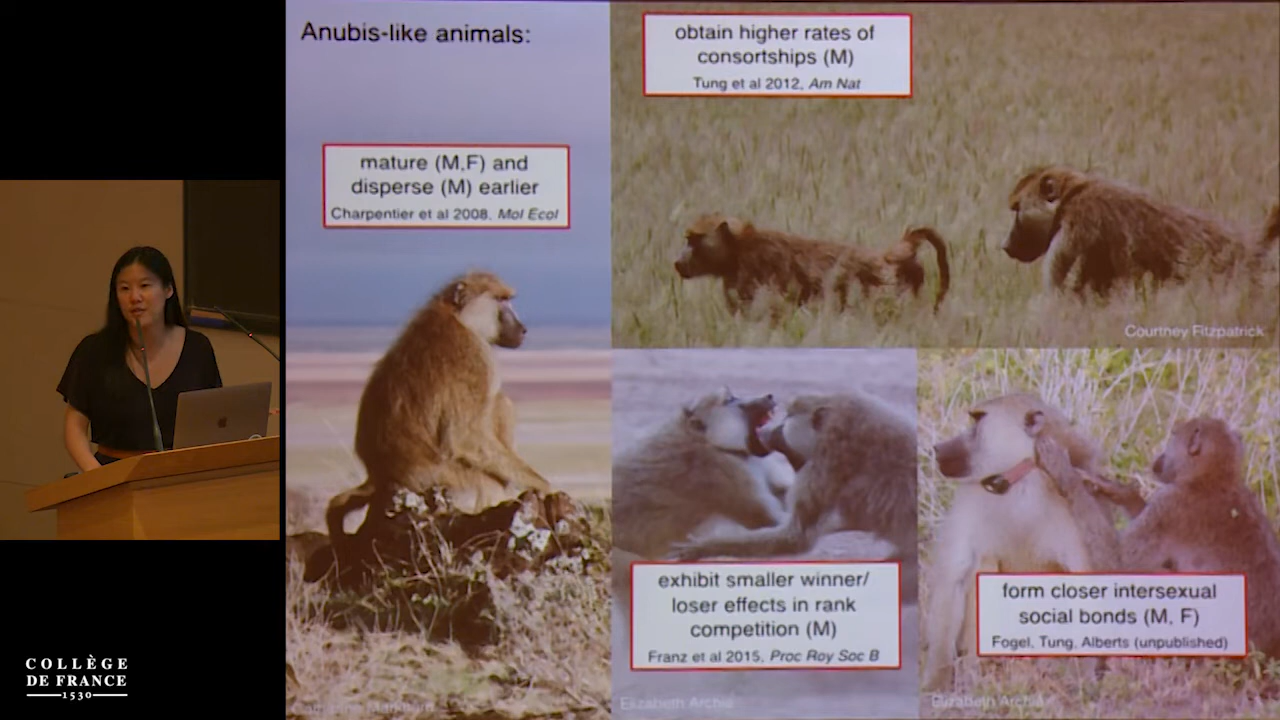 Anubis-like animals:
mature (M,F) and
disperse (M) earlier
Charpentier et al 2008, Mol Ecol
obtain higher rates of
consortships (M)
Tung et al 2012, Am Nat
Courtney Fitzpatrick
exhibit smaller winner/
loser effects in rank
competition (M)
Franz et al 2015, Proc Roy Soc B
Elizabeth Archie
form closer intersexual
social bonds (M, F)
Fogel, Tung, Alberts (unpublished)
Elizabeth Archie
COLLÈGE
DE FRANCE
1530